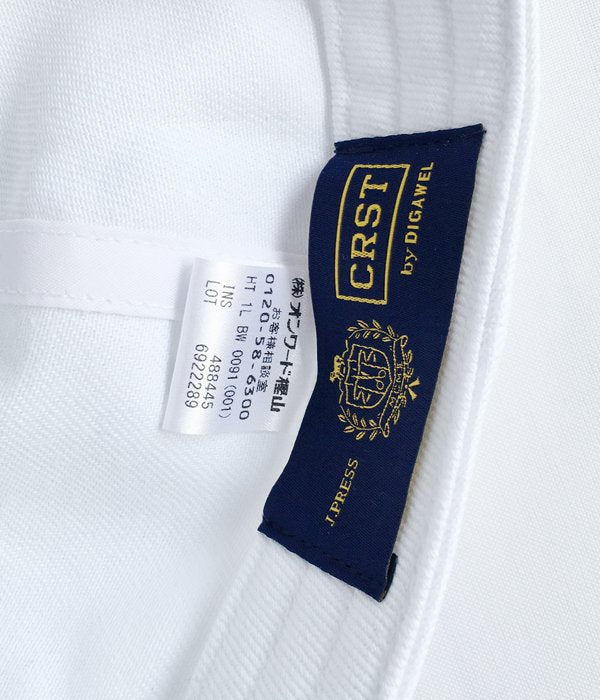 CRST
by DIGAWEL
J.PRESS
(株)オンワード樫山
お客様相談室
0120-58-6300
HT 1L BW 0091(001)
INS 488445
LOT 6922289